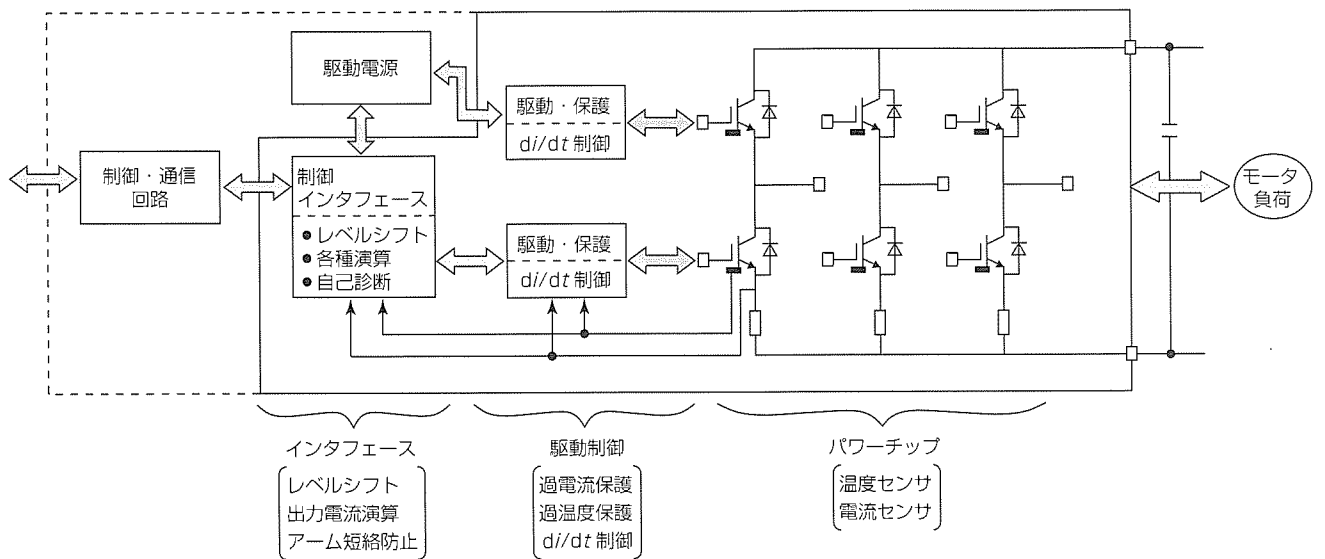 駆動電源
駆動・保護
di/dt 制御
制御・通信
回路
制御
インタフェース
●レベルシフト
●各種演算
●自己診断
駆動・保護
di/dt 制御
モータ
負荷
インタフェース
レベルシフト
出力電流演算
アーム短絡防止
駆動制御
過電流保護
過温度保護
di/dt 制御
パワーチップ
温度センサ
電流センサ